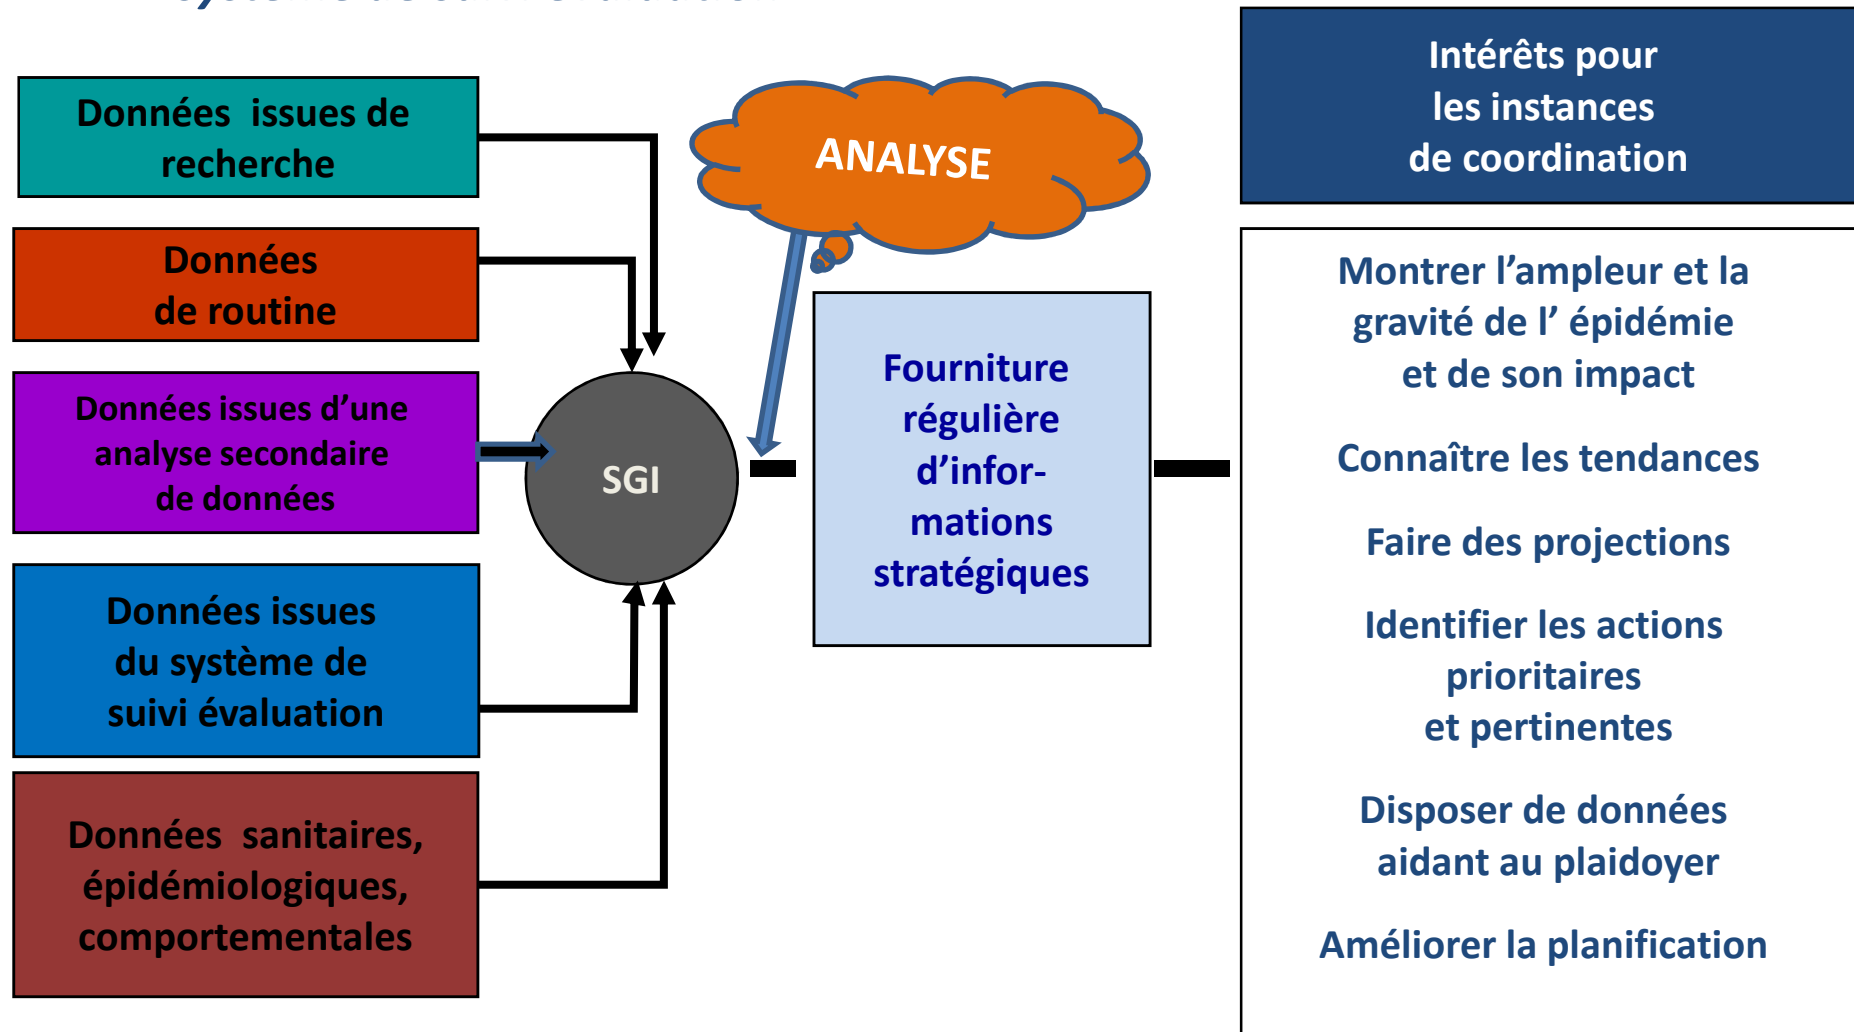 Données  issues de
recherche
Données
de routine
Données issues d’une
analyse secondaire
de données
Données issues
du système de
suivi évaluation
Données  sanitaires,
épidémiologiques,
comportementales
SGI
ANALYSE
Fourniture
régulière
d’infor-
mations
stratégiques
Intérêts pour
les instances
de coordination
Montrer l’ampleur et la
gravité de l’ épidémie
et de son impact
Connaître les tendances
Faire des projections
Identifier les actions
prioritaires
et pertinentes
Disposer de données
aidant au plaidoyer
Améliorer la planification